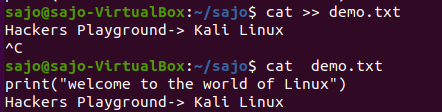 sajo@sajo-VirtualBox:~/sajo$ cat >> demo.txt
Hackers Playground-> Kali Linux
^C
sajo@sajo-VirtualBox:~/sajo$ cat  demo.txt
print("welcome to the world of Linux")
Hackers Playground-> Kali Linux